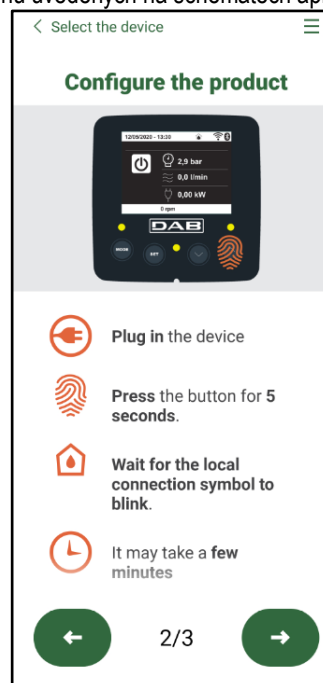 < Select the device
Configure the product
12/05/2020 - 13:30
2,9 bar
0,0 l/min
0,00 kW
0 rpm
DAB
MODE
SET
Plug in the device
Press the button for 5
seconds.
Wait for the local
connection symbol to
blink.
It may take a few
minutes
2/3